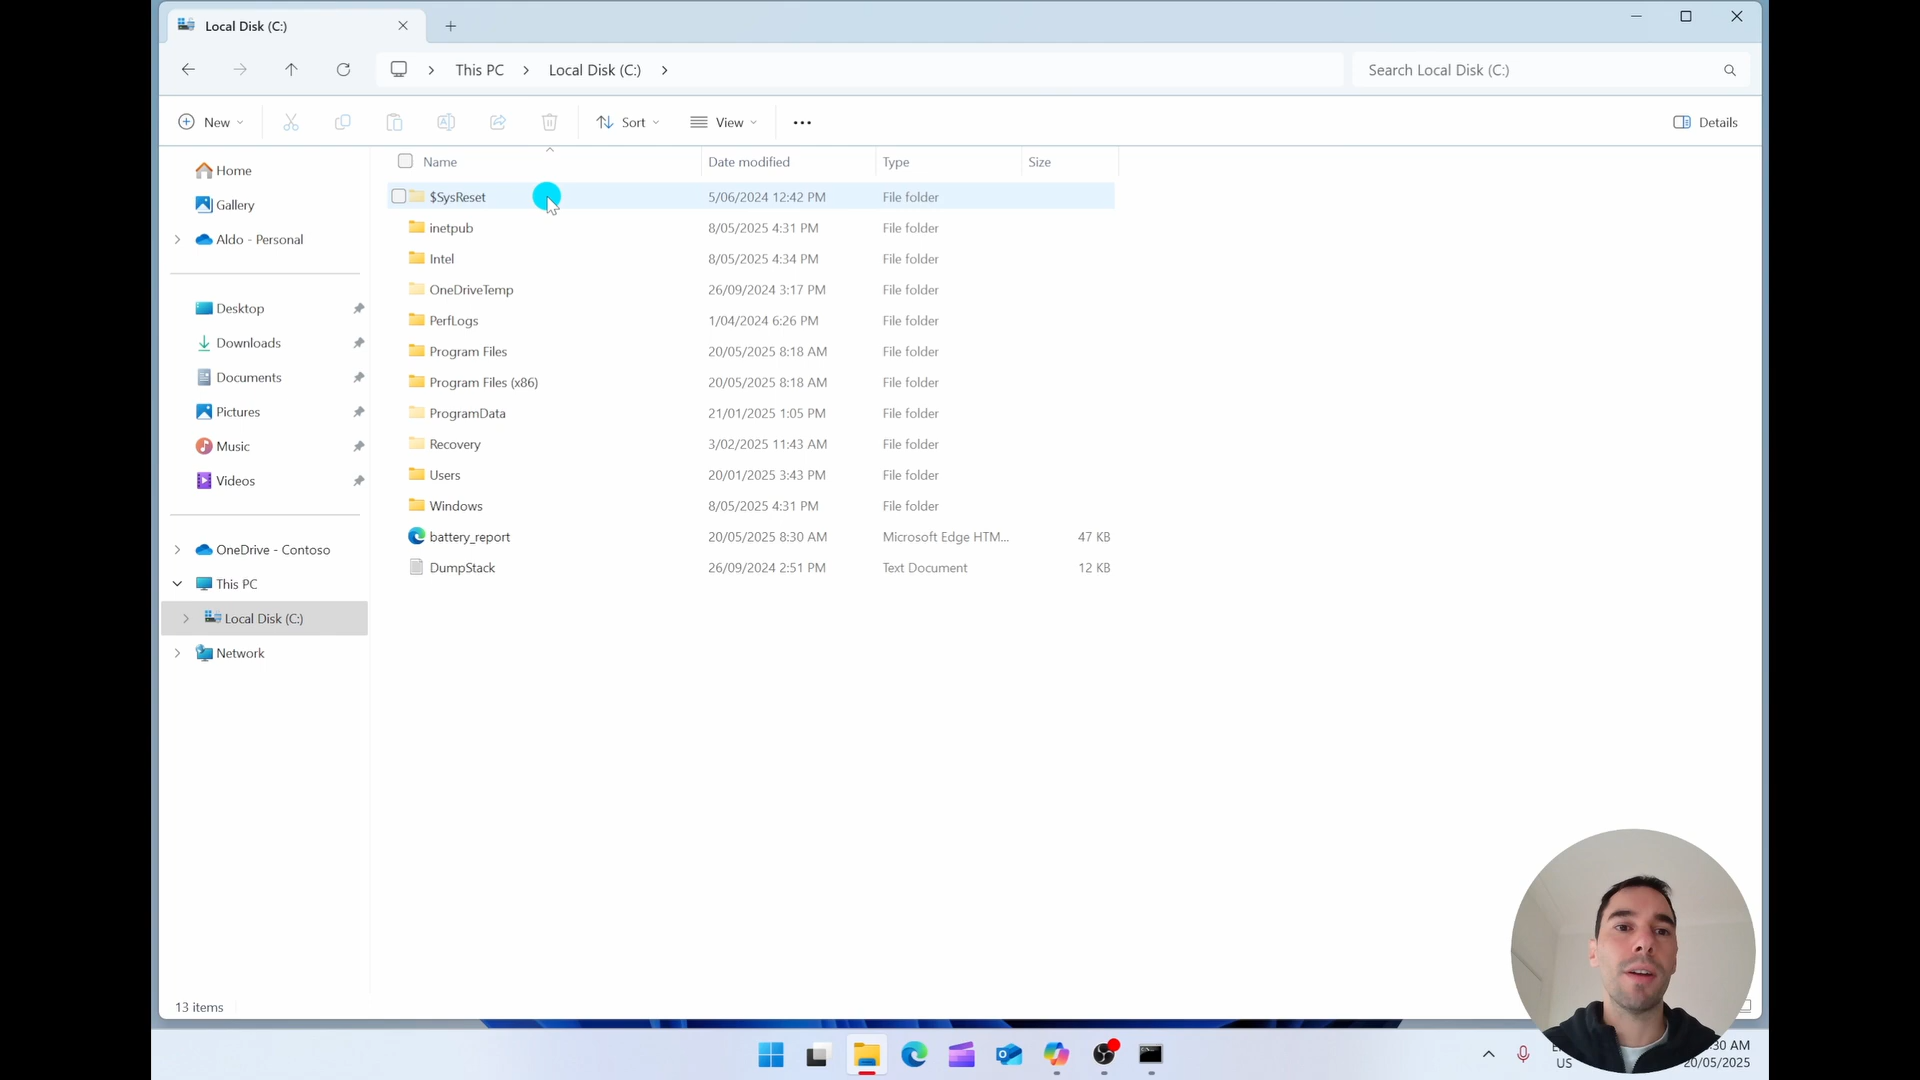 Local Disk (C:)
This PC
Local Disk (C:)
Search Local Disk (C:)
New
Sort
View
Details
Name
Date modified
Type
Size
Home
Gallery
Aldo - Personal
Desktop
Downloads
Documents
Pictures
Music
Videos
OneDrive - Contoso
This PC
Local Disk (C:)
Network
$SysReset 5/06/2024 12:42 PM File folder
inetpub 8/05/2025 4:31 PM File folder
Intel 8/05/2025 4:34 PM File folder
OneDriveTemp 26/09/2024 3:17 PM File folder
PerfLogs 1/04/2024 6:26 PM File folder
Program Files 20/05/2025 8:18 AM File folder
Program Files (x86) 20/05/2025 8:18 AM File folder
ProgramData 21/01/2025 1:05 PM File folder
Recovery 3/02/2025 11:43 AM File folder
Users 20/01/2025 3:43 PM File folder
Windows 8/05/2025 4:31 PM File folder
battery_report 20/05/2025 8:30 AM Microsoft Edge HTM... 47 KB
DumpStack 26/09/2024 2:51 PM Text Document 12 KB
13 items
US
:30 AM
20/05/2025